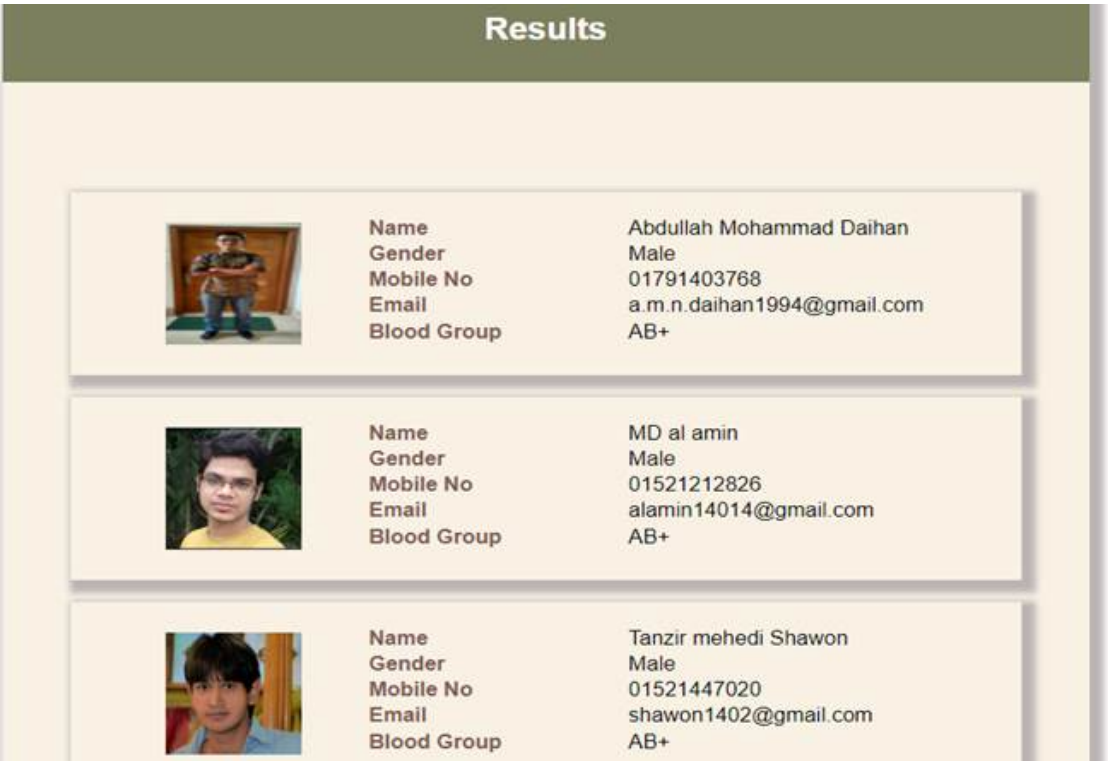 Results
Name Abdullah Mohammad Daihan
Gender Male
Mobile No 01791403768
Email a.m.n.daihan1994@gmail.com
Blood Group AB+
Name MD al amin
Gender Male
Mobile No 01521212826
Email alamin14014@gmail.com
Blood Group AB+
Name Tanzir mehedi Shawon
Gender Male
Mobile No 01521447020
Email shawon1402@gmail.com
Blood Group AB+